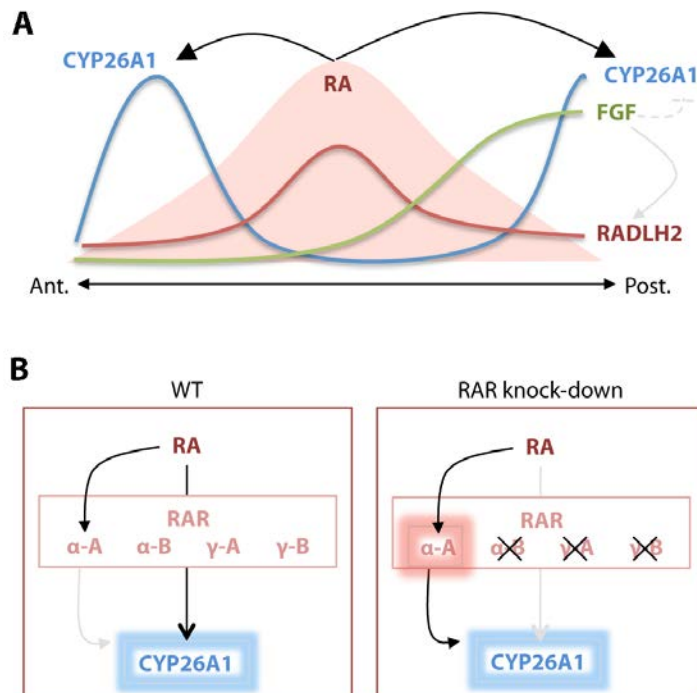 A
CYP26A1
RA
CYP26A1
FGF
RADLH2
Ant.
Post.
B
WT
RAR knock-down
RA
RA
RAR
RAR
α-A α-B γ-A γ-B
α-A α-B γ-A γ-B
CYP26A1
CYP26A1